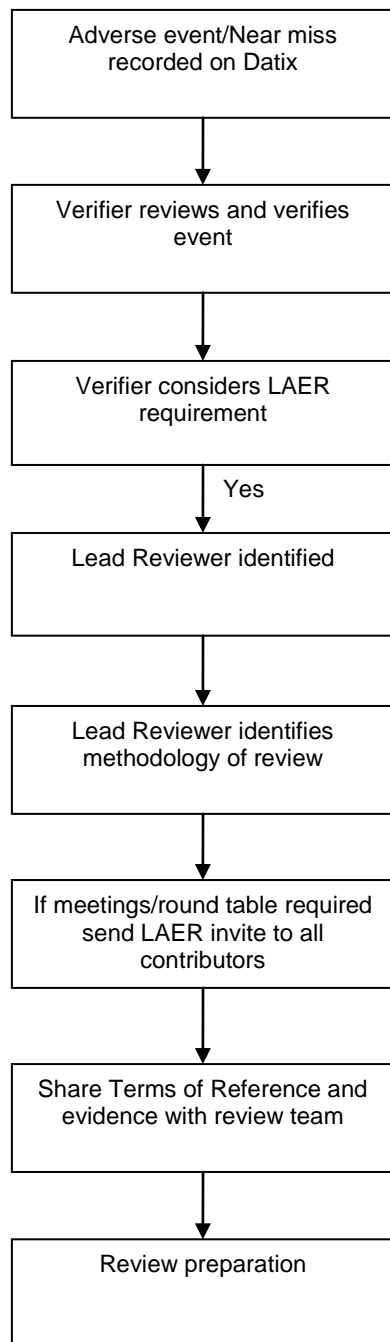 Adverse event/Near miss
recorded on Datix
Verifier reviews and verifies
event
Verifier considers LAER
requirement
Yes
Lead Reviewer identified
Lead Reviewer identifies
methodology of review
If meetings/round table required
send LAER invite to all
contributors
Share Terms of Reference and
evidence with review team
Review preparation